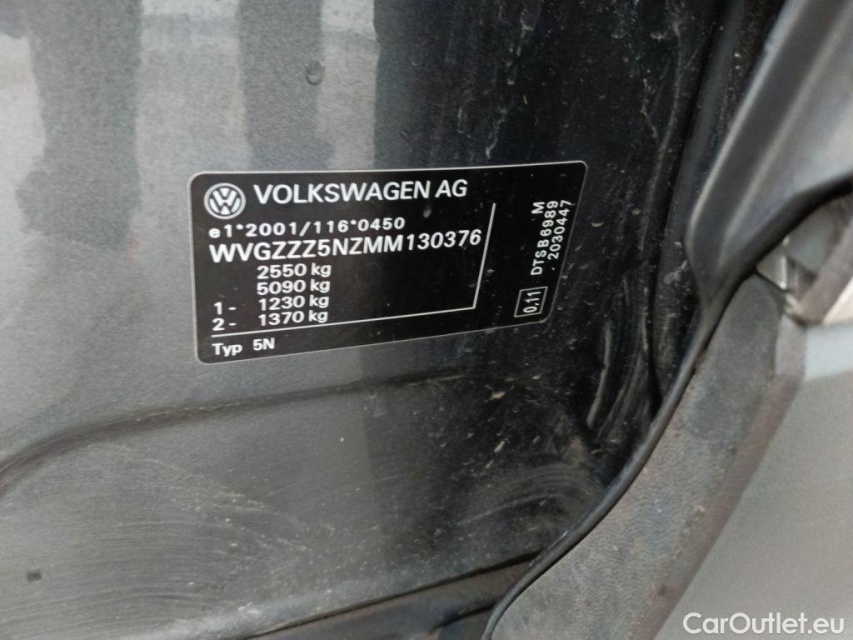 VOLKSWAGEN AG
e1*2001/116*0450
WVGZZZ5NZMM130376
2550 kg
5090 kg
1- 1230 kg
2- 1370 kg
Typ 5N
M
DTSB6989
2030447
0,11
CarOutlet.eu